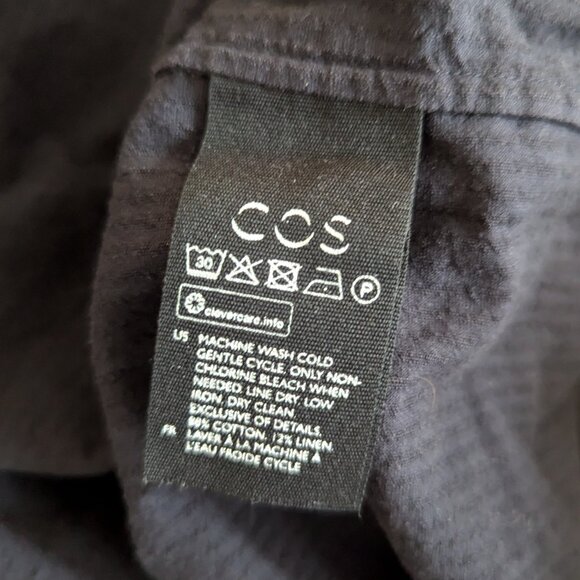 COS
30 P
clevercare.info
US MACHINE WASH COLD
GENTLE CYCLE. ONLY NON-
CHLORINE BLEACH WHEN
NEEDED. LINE DRY. LOW
IRON. DRY CLEAN
EXCLUSIVE OF DETAILS.
COTTON. 12% LINEN.
FR LAVER À LA MACHINE À
L'EAU FROIDE CYCLE